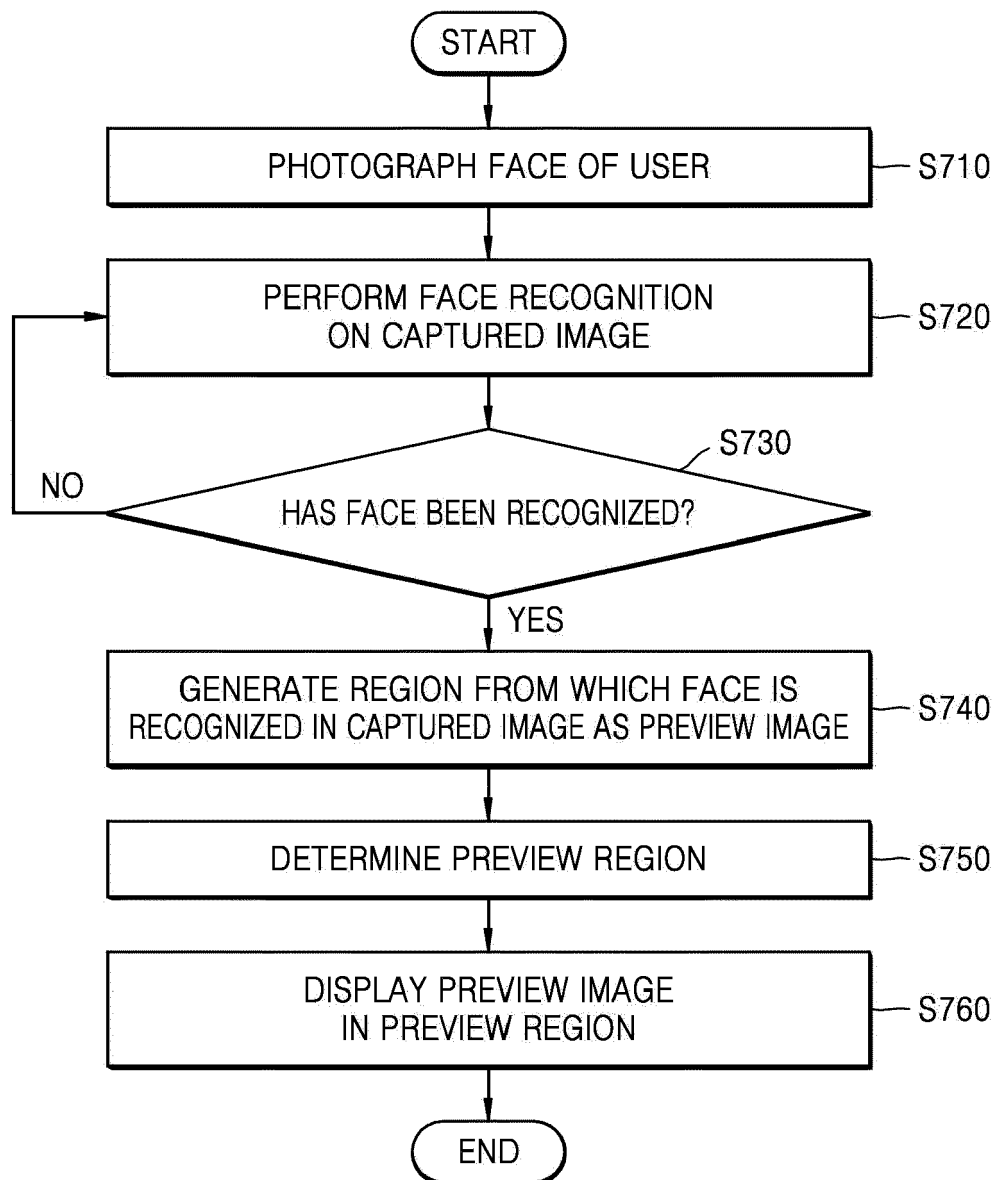 START
PHOTOGRAPH FACE OF USER
S710
PERFORM FACE RECOGNITION
ON CAPTURED IMAGE
S720
S730
HAS FACE BEEN RECOGNIZED?
NO
YES
GENERATE REGION FROM WHICH FACE IS
RECOGNIZED IN CAPTURED IMAGE AS PREVIEW IMAGE
S740
DETERMINE PREVIEW REGION
S750
DISPLAY PREVIEW IMAGE
IN PREVIEW REGION
S760
END